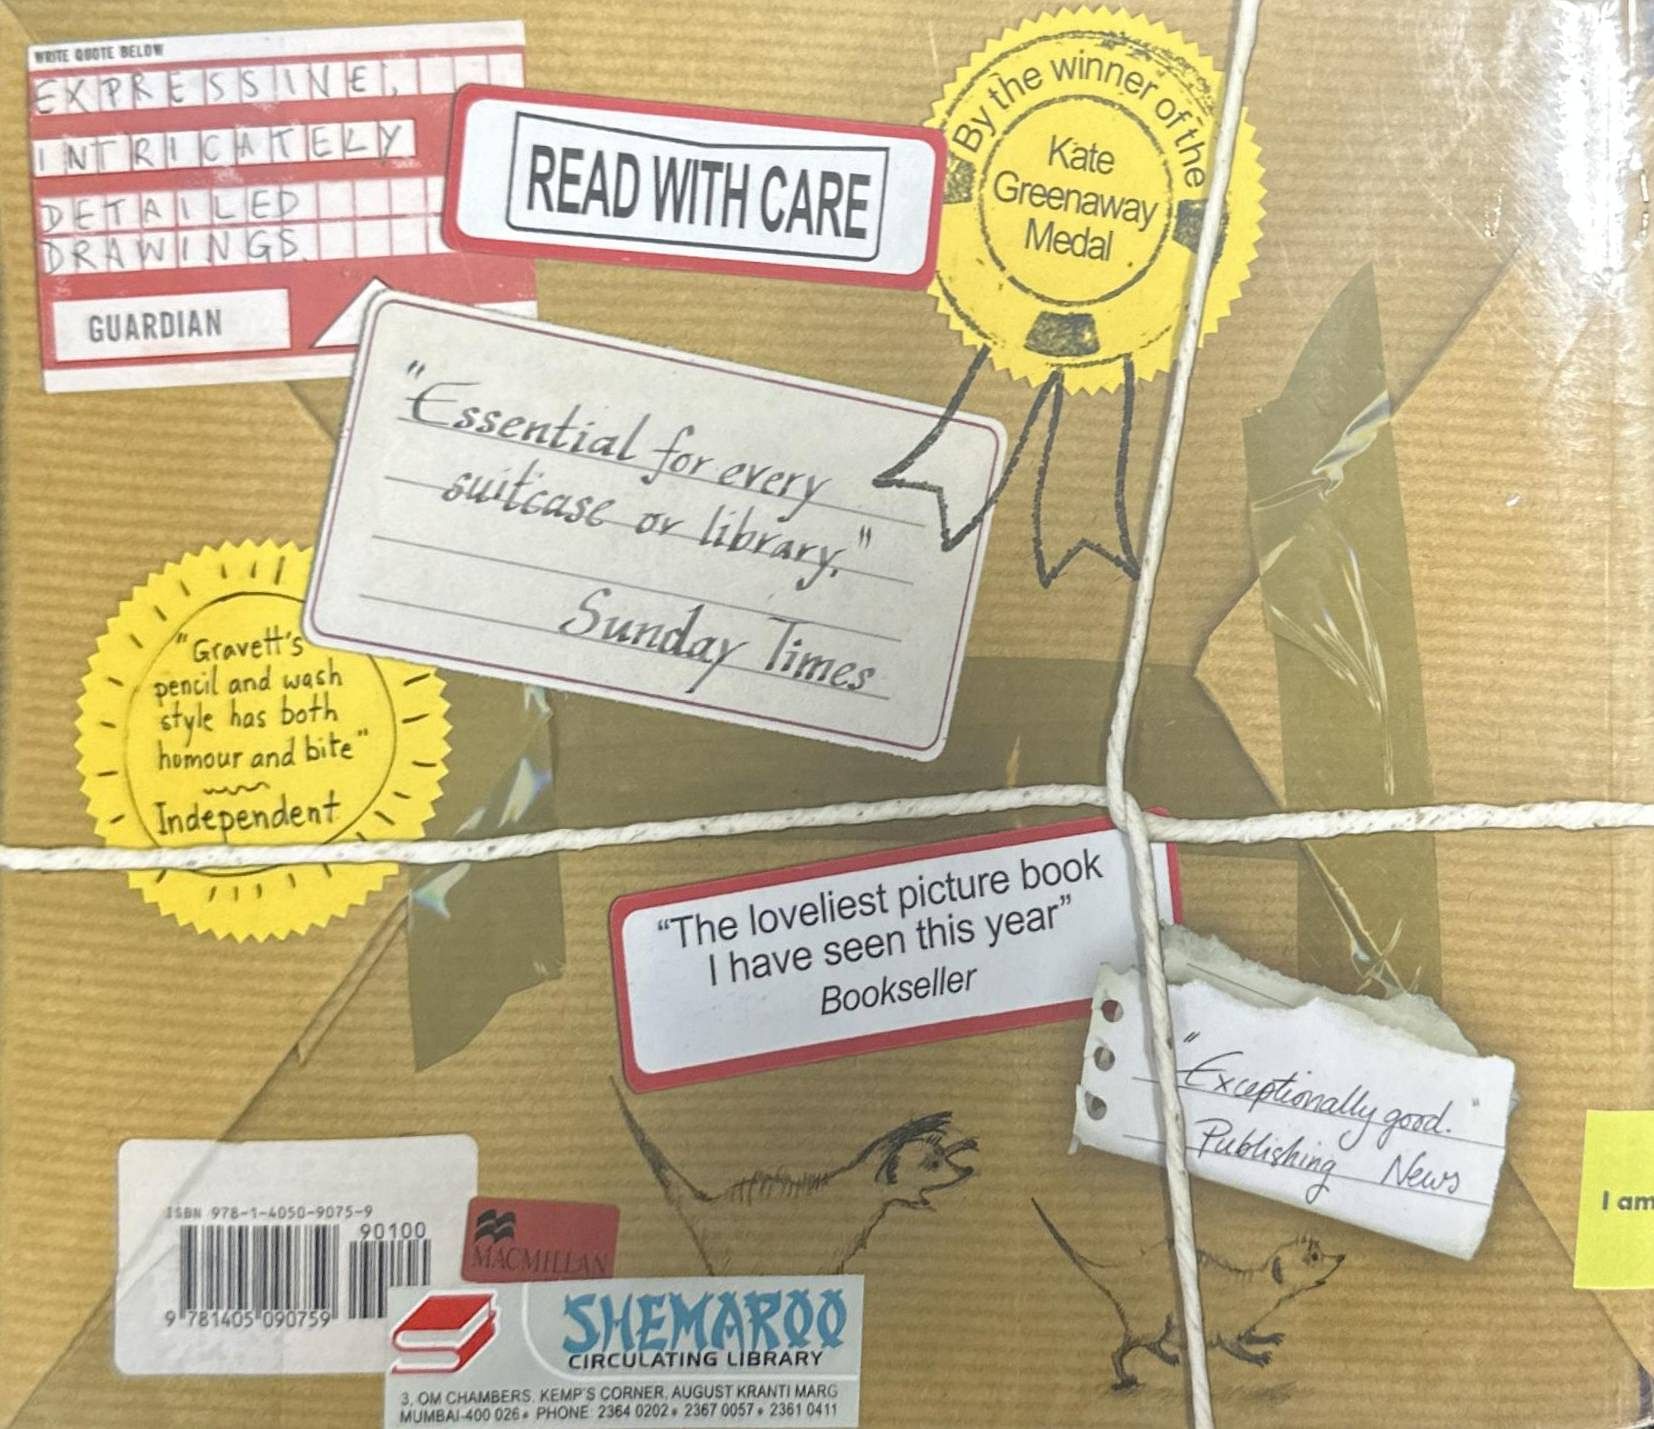 WRITE QUOTE BELOW
EXPRESSINE,
INTRICATELY
DETAILED
DRAWINGS.
GUARDIAN
READ WITH CARE
By the winner of the
Kate
Greenaway
Medal
"Essential for every
suitcase or library."
Sunday Times
"Gravett's
pencil and wash
style has both
humour and bite"
Independent
“The loveliest picture book
I have seen this year”
Bookseller
"Exceptionally good."
Publishing News
I am
ISBN 978-1-4050-9075-9
90100
9 781405 090759
MACMILLAN
SHEMAROO
CIRCULATING LIBRARY
3, OM CHAMBERS, KEMP'S CORNER, AUGUST KRANTI MARG
MUMBAI-400 026 • PHONE: 2364 0202 • 2367 0057 • 2361 0411